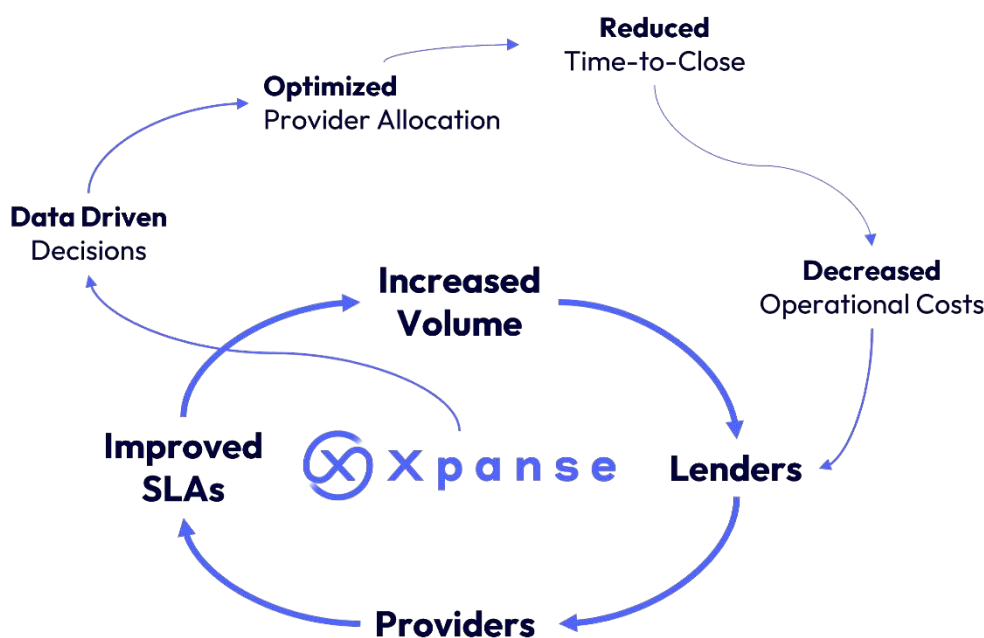 Reduced
Time-to-Close
Optimized
Provider Allocation
Data Driven
Decisions
Decreased
Operational Costs
Increased
Volume
Improved
SLAs
Xpanse
Lenders
Providers